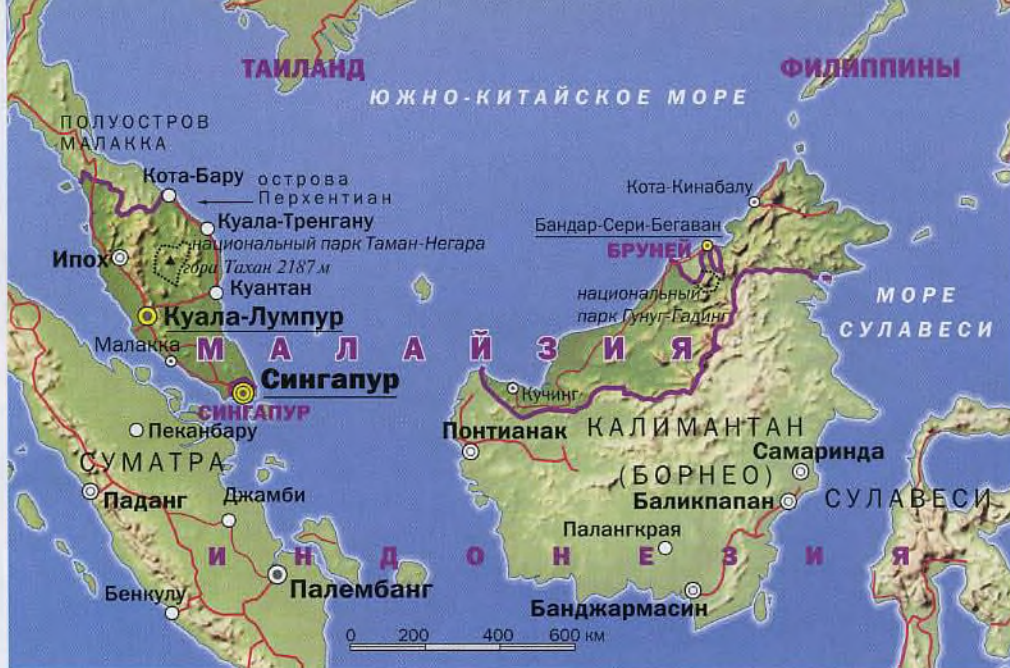 ТАИЛАНД
ФИЛИППИНЫ
ЮЖНО-КИТАЙСКОЕ МОРЕ
ПОЛУОСТРОВ
МАЛАККА
Кота-Бару
острова
Перхентиан
Кота-Кинабалу
Куала-Тренгану
Бандар-Сери-Бегаван
национальный парк Таман-Негара
БРУНЕЙ
Ипох
гора Тахан 2187 м
Куантан
национальный
парк Гунуг-Гадинг
МОРЕ
СУЛАВЕСИ
Куала-Лумпур
Малакка
МАЛАЙЗИЯ
Сингапур
СИНГАПУР
Кучинг
Пеканбару
Понтианак
КАЛИМАНТАН
(БОРНЕО)
СУМАТРА
Самаринда
Паданг
Джамби
Баликпапан
СУЛАВЕСИ
Палангкрая
ИНДОНЕЗИЯ
Палембанг
Бенкулу
Банджармасин
0 200 400 600 км